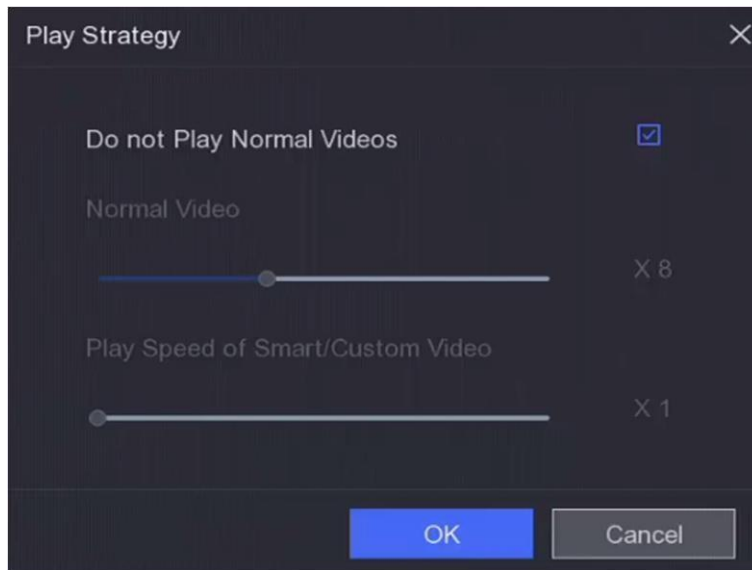 Play Strategy
Do not Play Normal Videos
Normal Video
X 8
Play Speed of Smart/Custom Video
X 1
OK
Cancel